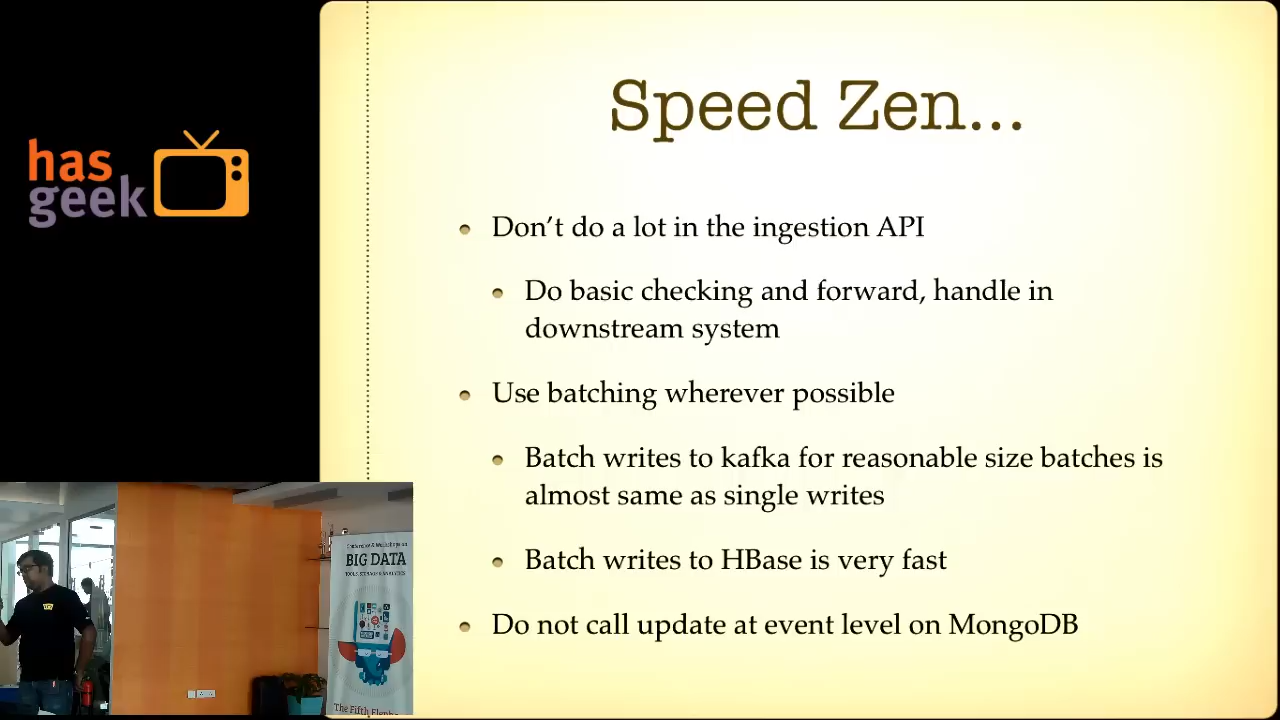 has
geek
Speed Zen...
Don’t do a lot in the ingestion API
Do basic checking and forward, handle in
downstream system
Use batching wherever possible
Batch writes to kafka for reasonable size batches is
almost same as single writes
Batch writes to HBase is very fast
Do not call update at event level on MongoDB
BIG DATA
The Fifth